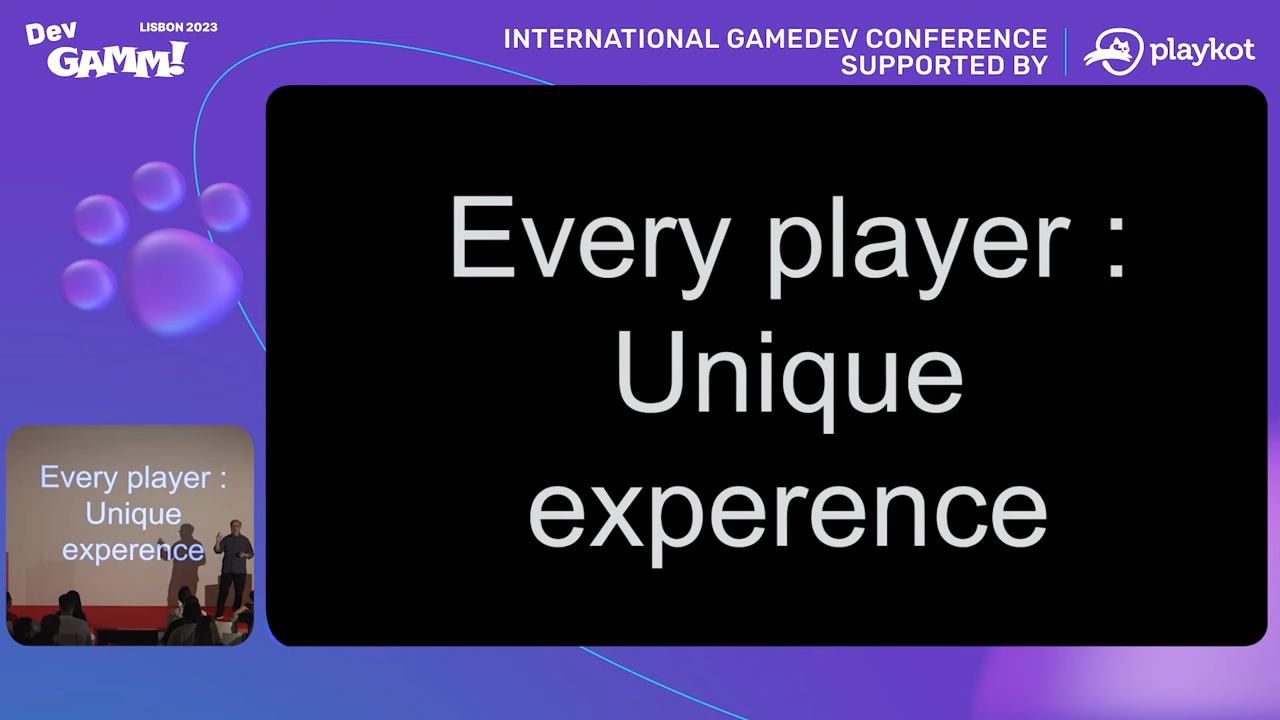 Dev
GAMM!
LISBON 2023
INTERNATIONAL GAMEDEV CONFERENCE
SUPPORTED BY
playkot
Every player :
Unique
experence
Every player :
Unique
experence